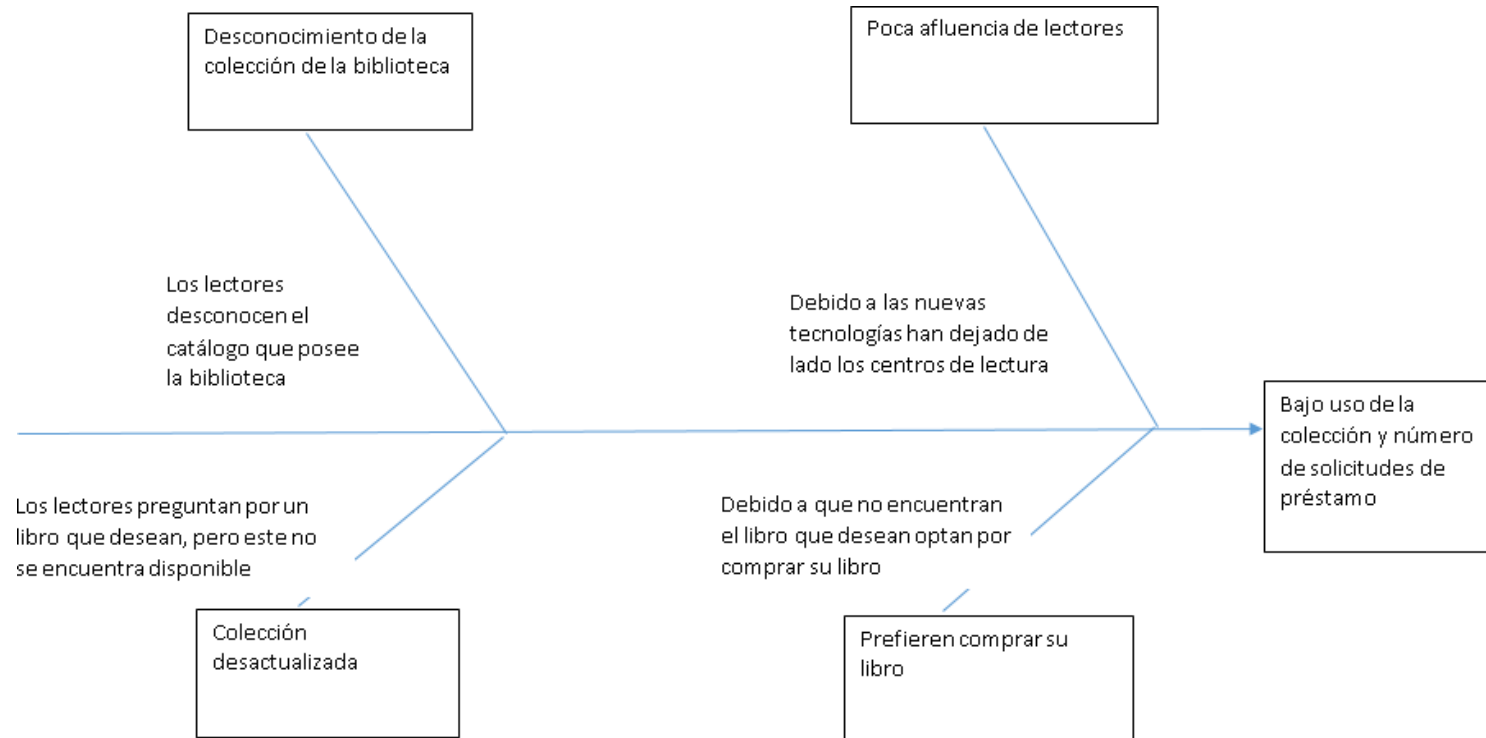 Desconocimiento de la
colección de la biblioteca
Poca afluencia de lectores
Los lectores
desconocen el
catálogo que posee
la biblioteca
Debido a las nuevas
tecnologías han dejado de
lado los centros de lectura
Bajo uso de la
colección y número
de solicitudes de
préstamo
Los lectores preguntan por un
libro que desean, pero este no
se encuentra disponible
Debido a que no encuentran
el libro que desean optan por
comprar su libro
Colección
desactualizada
Prefieren comprar su
libro